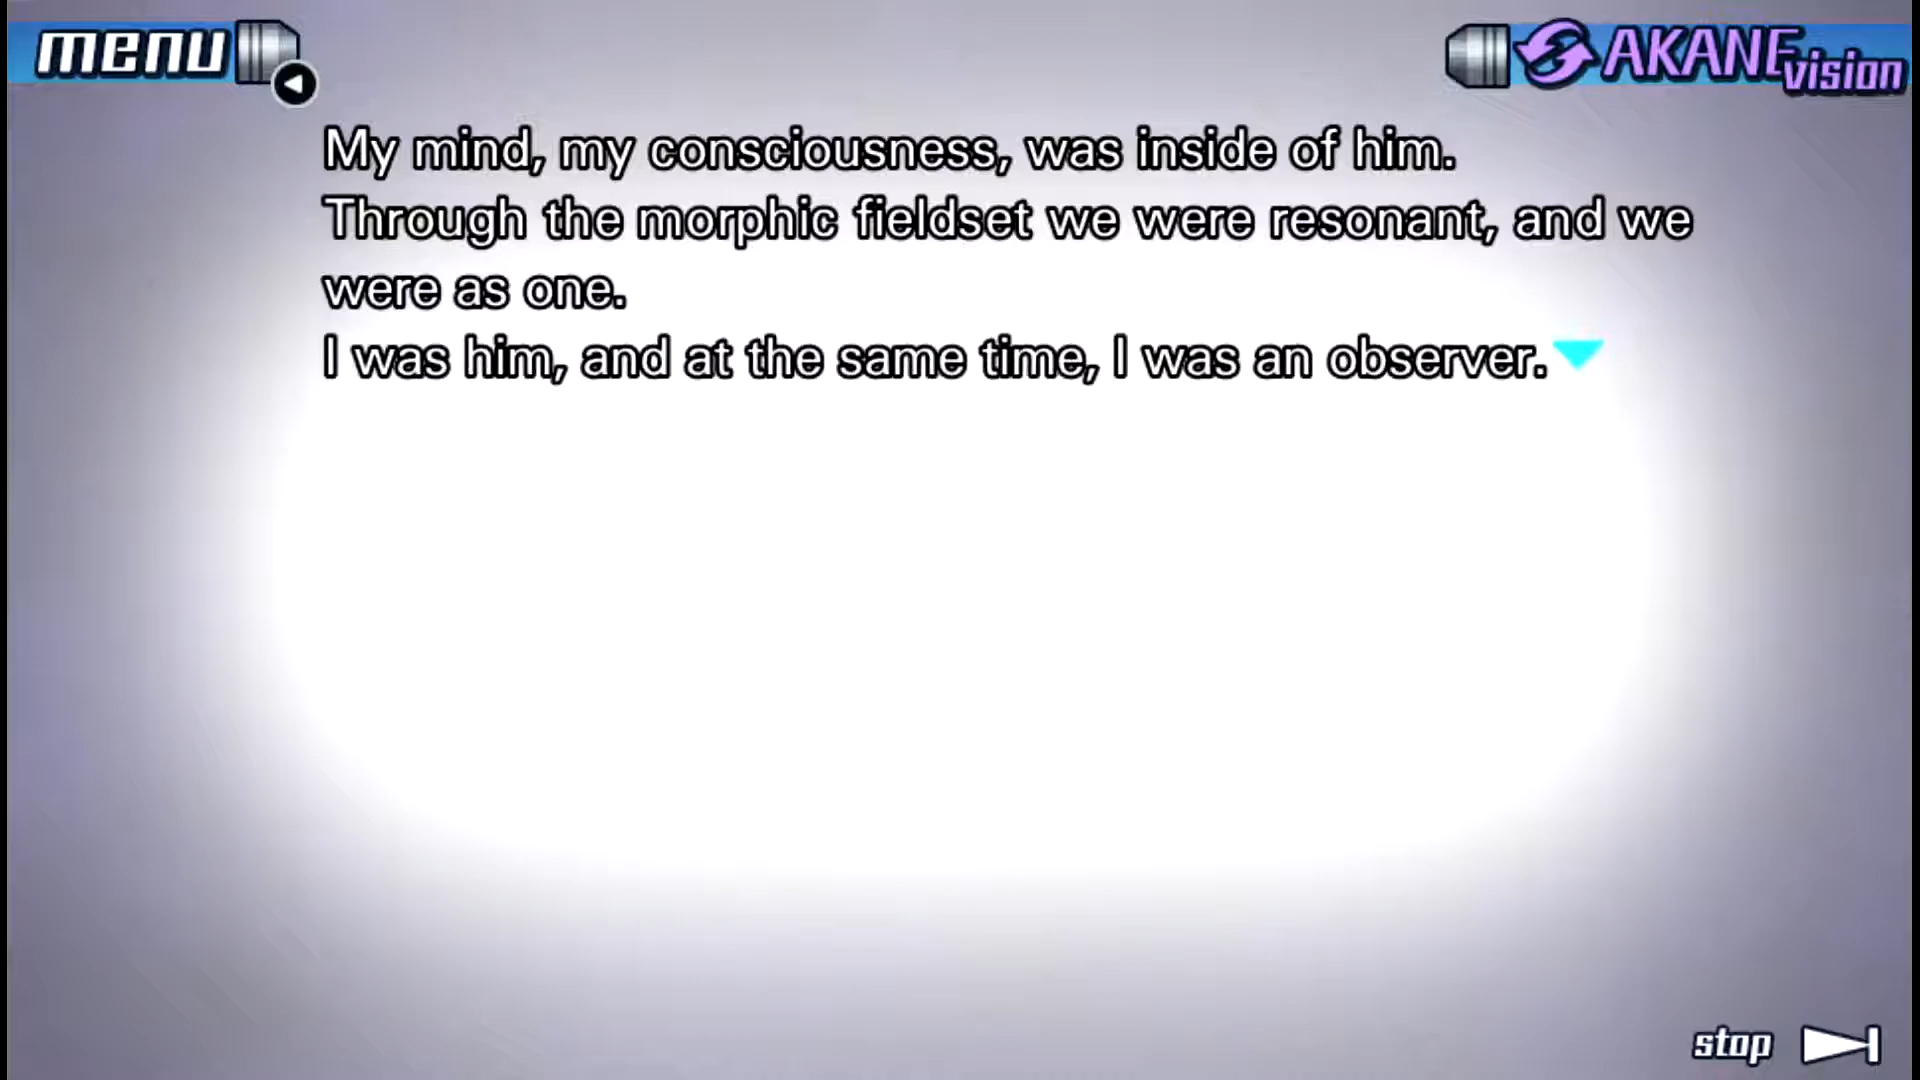 menu
AKANE vision
My mind, my consciousness, was inside of him.
Through the morphic fieldset we were resonant, and we
were as one.
I was him, and at the same time, I was an observer.
stop